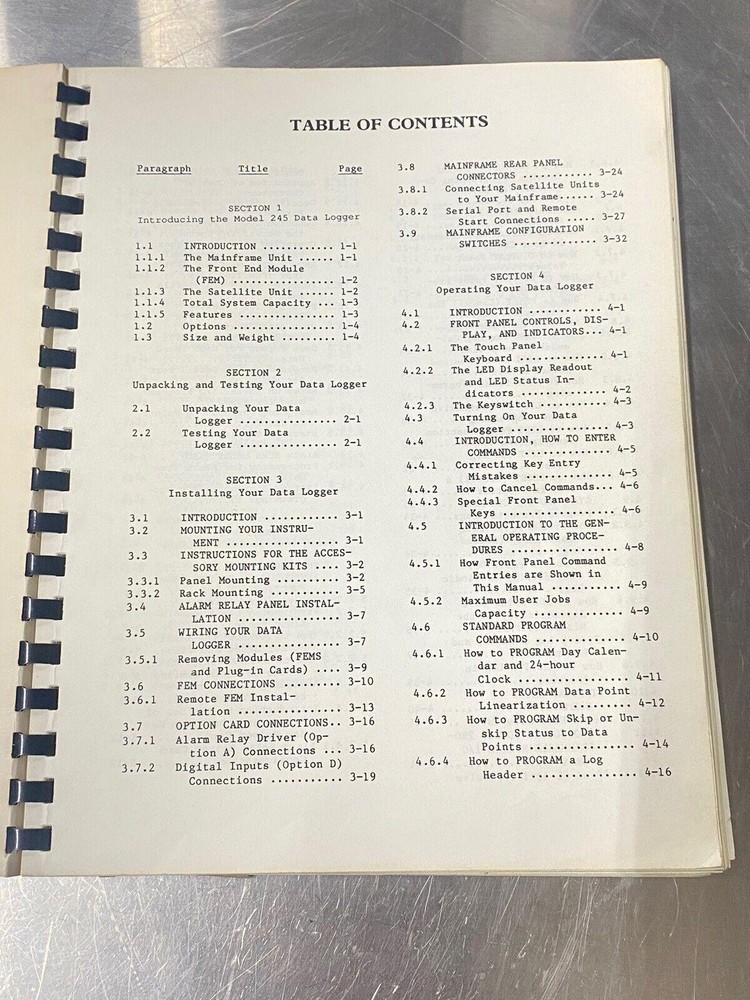 TABLE OF CONTENTS
Paragraph Title Page
SECTION 1
Introducing the Model 245 Data Logger
1.1 INTRODUCTION ............ 1-1
1.1.1 The Mainframe Unit ...... 1-1
1.1.2 The Front End Module
(FEM) ................. 1-2
1.1.3 The Satellite Unit ...... 1-2
1.1.4 Total System Capacity ... 1-3
1.1.5 Features ................ 1-3
1.2 Options ................. 1-4
1.3 Size and Weight ......... 1-4
SECTION 2
Unpacking and Testing Your Data Logger
2.1 Unpacking Your Data
Logger ................ 2-1
2.2 Testing Your Data
Logger ................ 2-1
SECTION 3
Installing Your Data Logger
3.1 INTRODUCTION ............ 3-1
3.2 MOUNTING YOUR INSTRU-
MENT .................. 3-1
3.3 INSTRUCTIONS FOR THE ACCES-
SORY MOUNTING KITS .... 3-2
3.3.1 Panel Mounting .......... 3-2
3.3.2 Rack Mounting ........... 3-5
3.4 ALARM RELAY PANEL INSTAL-
LATION ................ 3-7
3.5 WIRING YOUR DATA
LOGGER ................ 3-7
3.5.1 Removing Modules (FEMS
and Plug-in Cards) .... 3-9
3.6 FEM CONNECTIONS ......... 3-10
3.6.1 Remote FEM Instal-
lation ................ 3-13
3.7 OPTION CARD CONNECTIONS.. 3-16
3.7.1 Alarm Relay Driver (Op-
tion A) Connections ... 3-16
3.7.2 Digital Inputs (Option D)
Connections ........... 3-19
3.8 MAINFRAME REAR PANEL
CONNECTORS ............ 3-24
3.8.1 Connecting Satellite Units
to Your Mainframe...... 3-24
3.8.2 Serial Port and Remote
Start Connections ..... 3-27
3.9 MAINFRAME CONFIGURATION
SWITCHES .............. 3-32
SECTION 4
Operating Your Data Logger
4.1 INTRODUCTION ............ 4-1
4.2 FRONT PANEL CONTROLS, DIS-
PLAY, AND INDICATORS... 4-1
4.2.1 The Touch Panel
Keyboard .............. 4-1
4.2.2 The LED Display Readout
and LED Status In-
dicators .............. 4-2
4.2.3 The Keyswitch ........... 4-3
4.3 Turning On Your Data
Logger ................ 4-3
4.4 INTRODUCTION, HOW TO ENTER
COMMANDS .............. 4-5
4.4.1 Correcting Key Entry
Mistakes .............. 4-5
4.4.2 How to Cancel Commands... 4-6
4.4.3 Special Front Panel
Keys .................. 4-6
4.5 INTRODUCTION TO THE GEN-
ERAL OPERATING PROCE-
DURES ................. 4-8
4.5.1 How Front Panel Command
Entries are Shown in
This Manual ........... 4-9
4.5.2 Maximum User Jobs
Capacity .............. 4-9
4.6 STANDARD PROGRAM
COMMANDS .............. 4-10
4.6.1 How to PROGRAM Day Calen-
dar and 24-hour
Clock ................. 4-11
4.6.2 How to PROGRAM Data Point
Linearization ......... 4-12
4.6.3 How to PROGRAM Skip or Un-
skip Status to Data
Points ................ 4-14
4.6.4 How to PROGRAM a Log
Header ................ 4-16